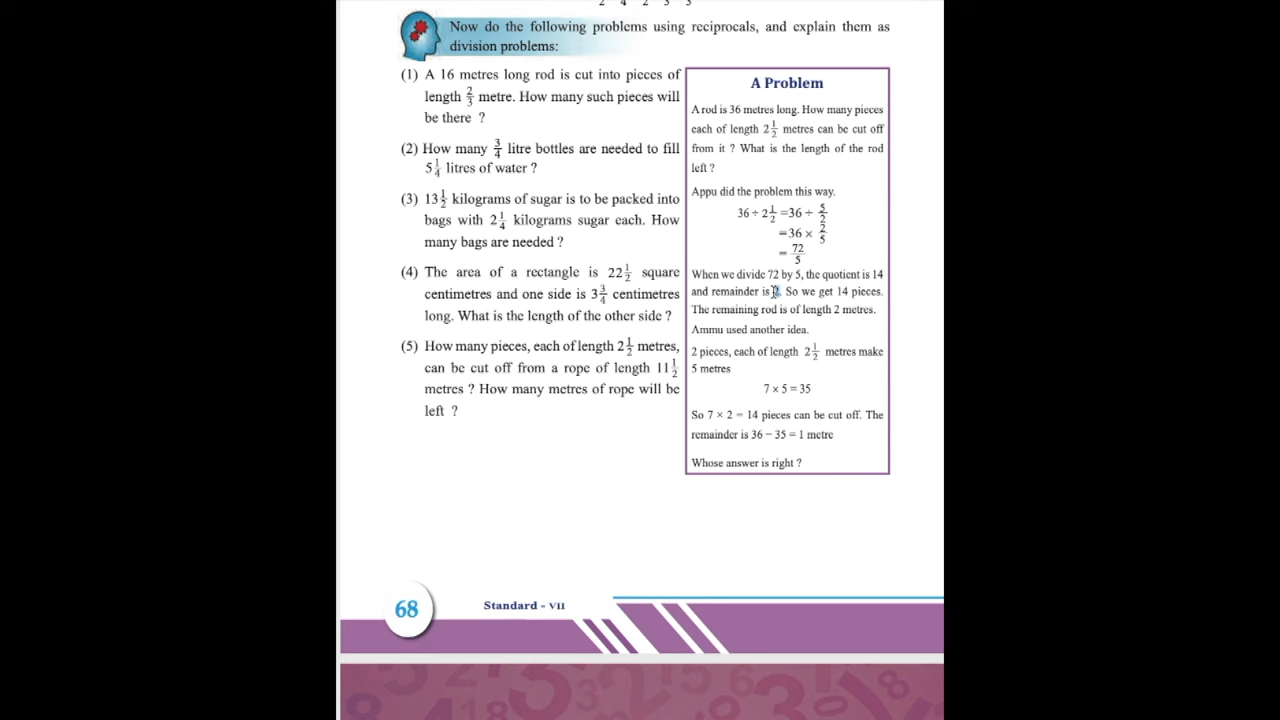 2 4 2 3 3
Now do the following problems using reciprocals, and explain them as
division problems:
(1) A 16 metres long rod is cut into pieces of
length 2/3 metre. How many such pieces will
be there ?
(2) How many 3/4 litre bottles are needed to fill
5 1/4 litres of water ?
(3) 13 1/2 kilograms of sugar is to be packed into
bags with 2 1/4 kilograms sugar each. How
many bags are needed ?
(4) The area of a rectangle is 22 1/2 square
centimetres and one side is 3 3/4 centimetres
long. What is the length of the other side ?
(5) How many pieces, each of length 2 1/2 metres,
can be cut off from a rope of length 11 1/2
metres ? How many metres of rope will be
left ?
A Problem
A rod is 36 metres long. How many pieces
each of length 2 1/2 metres can be cut off
from it ? What is the length of the rod
left ?
Appu did the problem this way.
36 ÷ 2 1/2 =36 ÷ 5/2
=36 × 2/5
= 72/5
When we divide 72 by 5, the quotient is 14
and remainder is 2. So we get 14 pieces.
The remaining rod is of length 2 metres.
Ammu used another idea.
2 pieces, each of length 2 1/2 metres make
5 metres
7 × 5 = 35
So 7 × 2 = 14 pieces can be cut off. The
remainder is 36 − 35 = 1 metre
Whose answer is right ?
68
Standard - VII